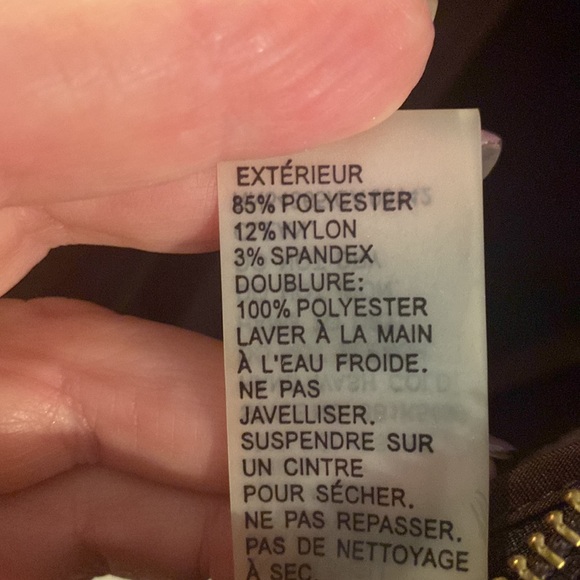 EXTÉRIEUR
85% POLYESTER
12% NYLON
3% SPANDEX
DOUBLURE:
100% POLYESTER
LAVER À LA MAIN
À L'EAU FROIDE.
NE PAS
JAVELLISER.
SUSPENDRE SUR
UN CINTRE
POUR SÉCHER.
NE PAS REPASSER.
PAS DE NETTOYAGE
À SEC.